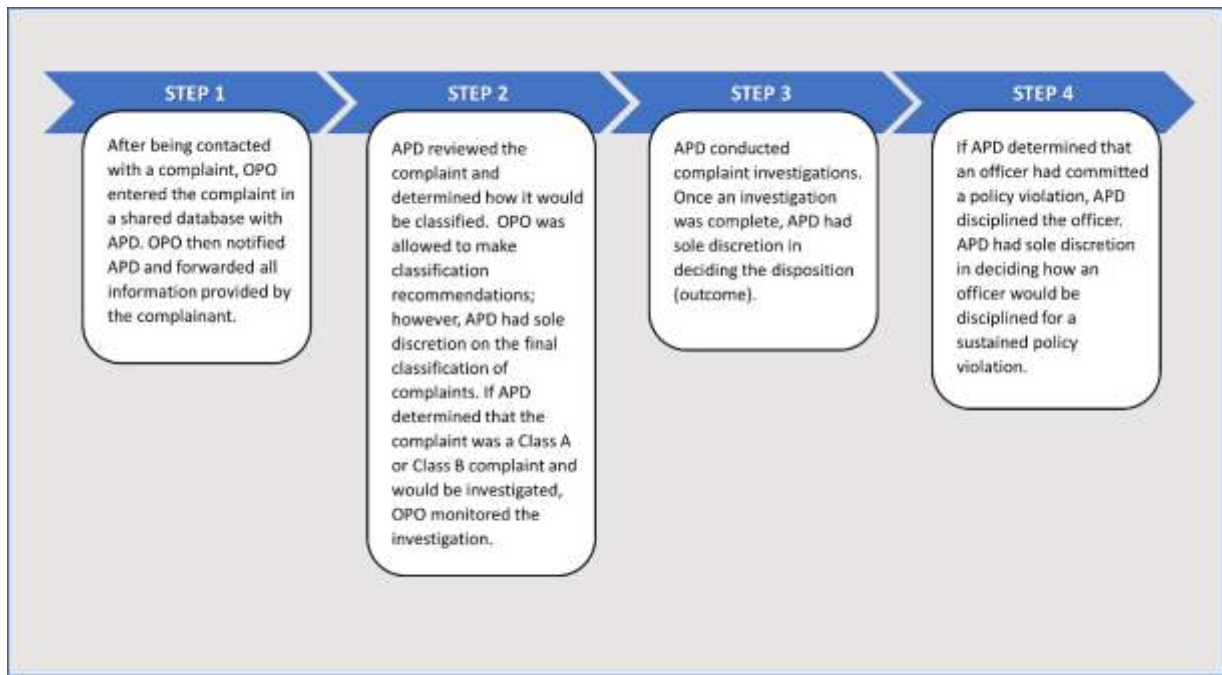 STEP 1
After being contacted
with a complaint, OPO
entered the complaint in
a shared database with
APD. OPO then notified
APD and forwarded all
information provided by
the complainant.
STEP 2
APD reviewed the
complaint and
determined how it would
be classified.  OPO was
allowed to make
classification
recommendations;
however, APD had sole
discretion on the final
classification of
complaints. If APD
determined that the
complaint was a Class A
or Class B complaint and
would be investigated,
OPO monitored the
investigation.
STEP 3
APD conducted
complaint investigations.
Once an investigation
was complete, APD had
sole discretion in
deciding the disposition
(outcome).
STEP 4
If APD determined that
an officer had committed
a policy violation, APD
disciplined the officer.
APD had sole discretion
in deciding how an
officer would be
disciplined for a
sustained policy
violation.